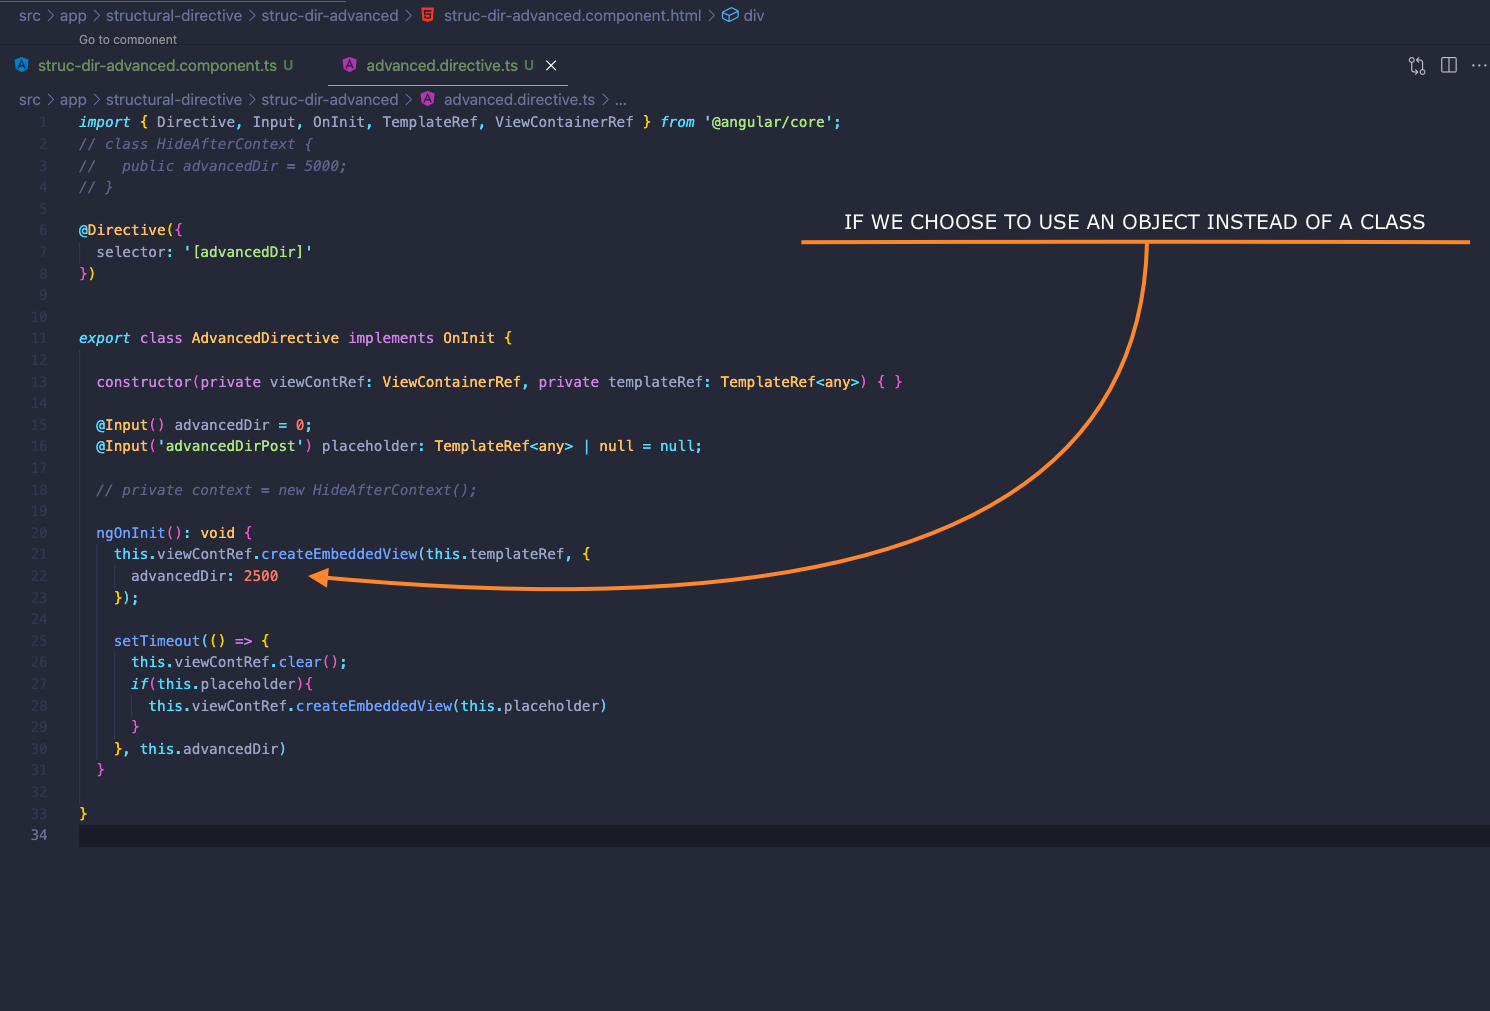 src > app > structural-directive > struc-dir-advanced > struc-dir-advanced.component.html > div
Go to component
struc-dir-advanced.component.ts U
advanced.directive.ts U ×
src > app > structural-directive > struc-dir-advanced > advanced.directive.ts > ...
1 import { Directive, Input, OnInit, TemplateRef, ViewContainerRef } from '@angular/core';
2 // class HideAfterContext {
3 //   public advancedDir = 5000;
4 // }
5
6 @Directive({
7   selector: '[advancedDir]'
8 })
9
10
11 export class AdvancedDirective implements OnInit {
12
13   constructor(private viewContRef: ViewContainerRef, private templateRef: TemplateRef<any>) { }
14
15   @Input() advancedDir = 0;
16   @Input('advancedDirPost') placeholder: TemplateRef<any> | null = null;
17
18   // private context = new HideAfterContext();
19
20   ngOnInit(): void {
21     this.viewContRef.createEmbeddedView(this.templateRef, {
22       advancedDir: 2500
23     });
24
25     setTimeout(() => {
26       this.viewContRef.clear();
27       if(this.placeholder){
28         this.viewContRef.createEmbeddedView(this.placeholder)
29       }
30     }, this.advancedDir)
31   }
32
33 }
34
IF WE CHOOSE TO USE AN OBJECT INSTEAD OF A CLASS